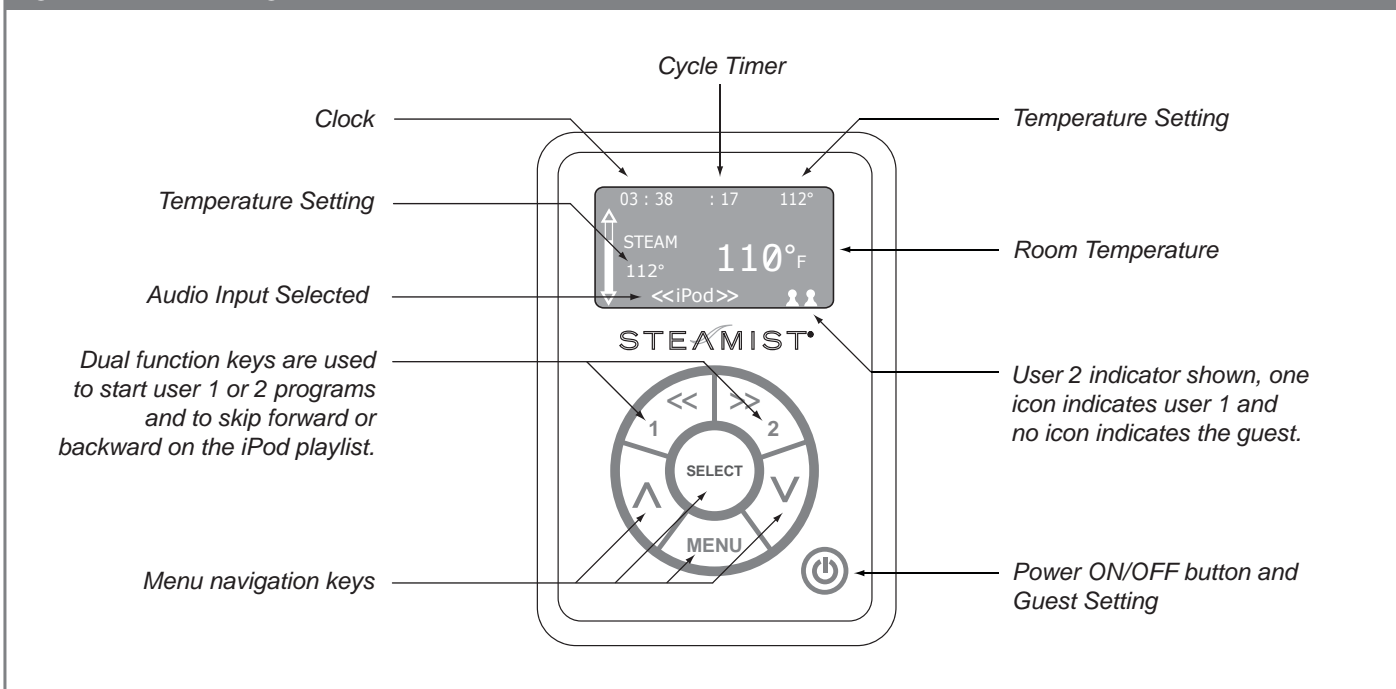 Cycle Timer
Clock
Temperature Setting
Temperature Setting
Room Temperature
Audio Input Selected
03 : 38 : 17 112°
STEAM
112°
110°F
<<iPod>>
STEAMIST
Dual function keys are used
to start user 1 or 2 programs
and to skip forward or
backward on the iPod playlist.
User 2 indicator shown, one
icon indicates user 1 and
no icon indicates the guest.
<< >>
1 2
SELECT
MENU
Menu navigation keys
Power ON/OFF button and
Guest Setting